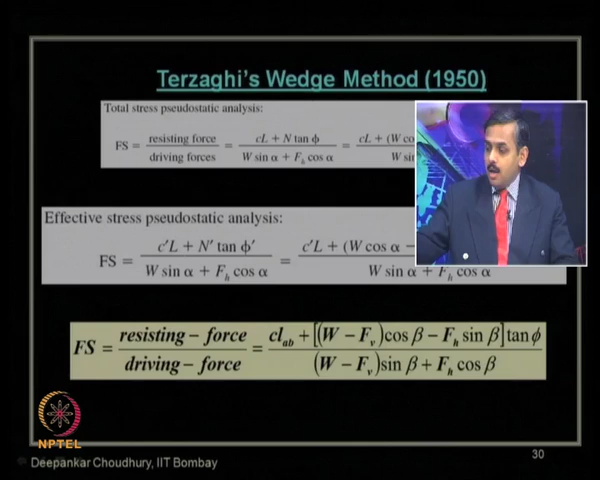 Terzaghi's Wedge Method (1950)
Total stress pseudostatic analysis:
FS = resisting force / driving forces = cL + N tan ϕ / W sin α + F_h cos α = cL + (W co
W si
Effective stress pseudostatic analysis:
FS = c'L + N' tan ϕ' / W sin α + F_h cos α = c'L + (W cos α − / W sin α + F_h cos α
FS = resisting − force / driving − force = cl_ab + [(W − F_v) cos β − F_h sin β] tan ϕ / (W − F_v) sin β + F_h cos β
NPTEL
Deepankar Choudhury, IIT Bombay
30